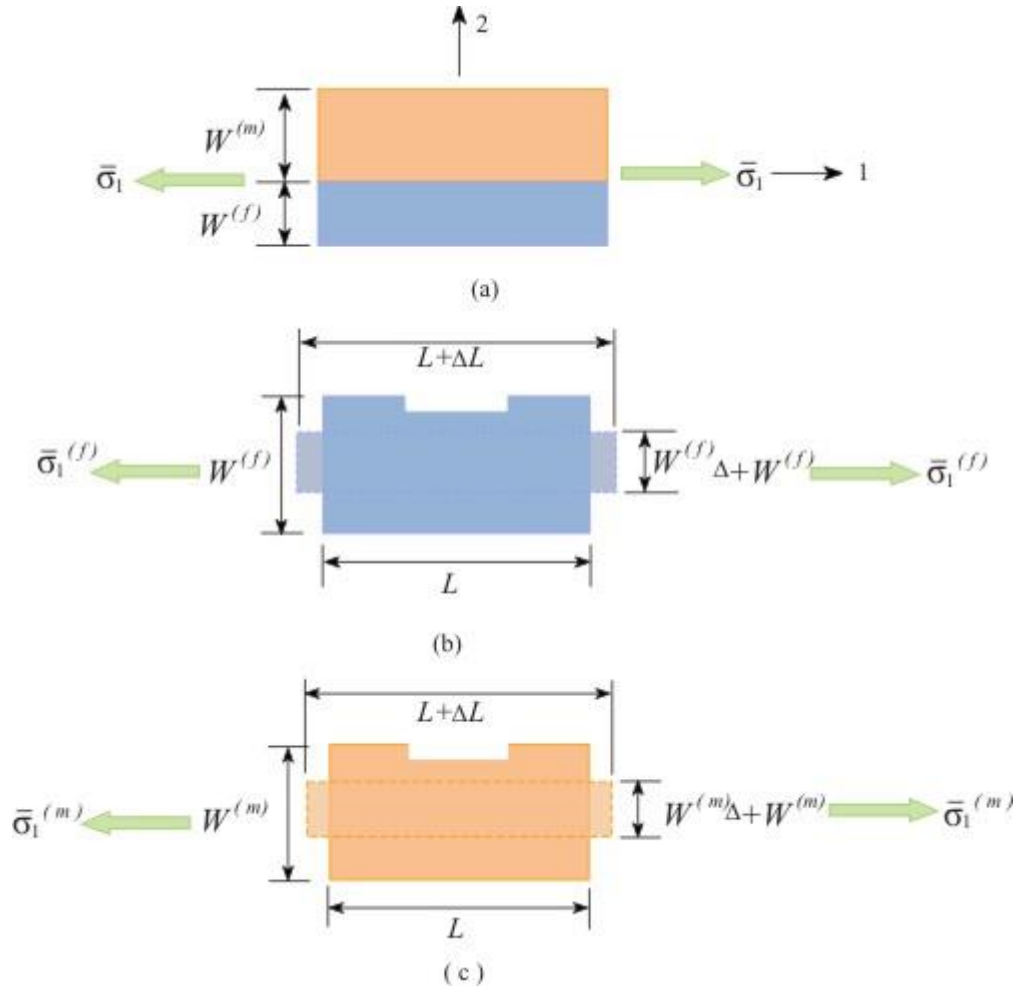 2
W^(m)
σ̄₁
σ̄₁
1
W^(f)
(a)
L+ΔL
σ̄₁^(f)
W^(f)
W^(f) Δ+W^(f)
σ̄₁^(f)
L
(b)
L+ΔL
σ̄₁^(m)
W^(m)
W^(m) Δ+W^(m)
σ̄₁^(m)
L
( c )